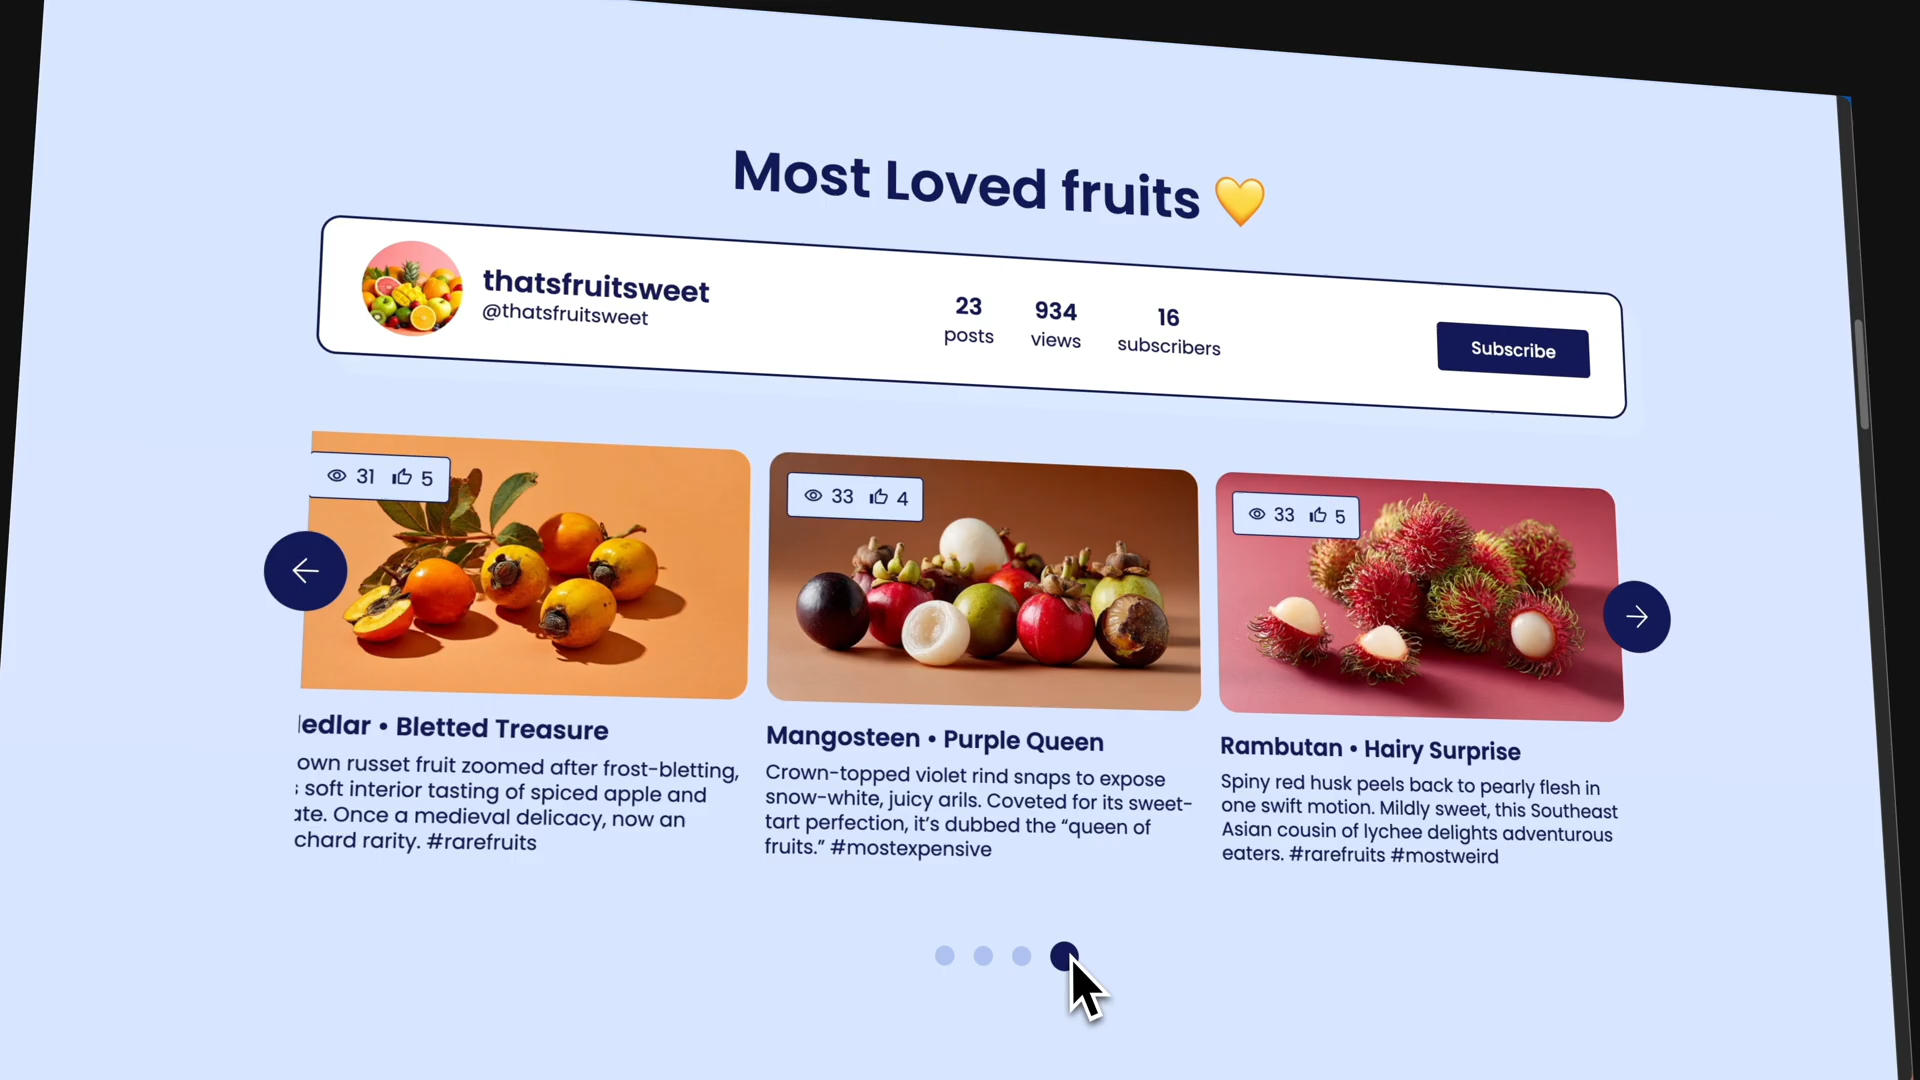 Most Loved fruits 💛
thatsfruitsweet
@thatsfruitsweet
23
posts
934
views
16
subscribers
Subscribe
31 5
33 4
33 5
edlar • Bletted Treasure
own russet fruit zoomed after frost-bletting,
soft interior tasting of spiced apple and
ate. Once a medieval delicacy, now an
chard rarity. #rarefruits
Mangosteen • Purple Queen
Crown-topped violet rind snaps to expose
snow-white, juicy arils. Coveted for its sweet-
tart perfection, it’s dubbed the “queen of
fruits.” #mostexpensive
Rambutan • Hairy Surprise
Spiny red husk peels back to pearly flesh in
one swift motion. Mildly sweet, this Southeast
Asian cousin of lychee delights adventurous
eaters. #rarefruits #mostweird